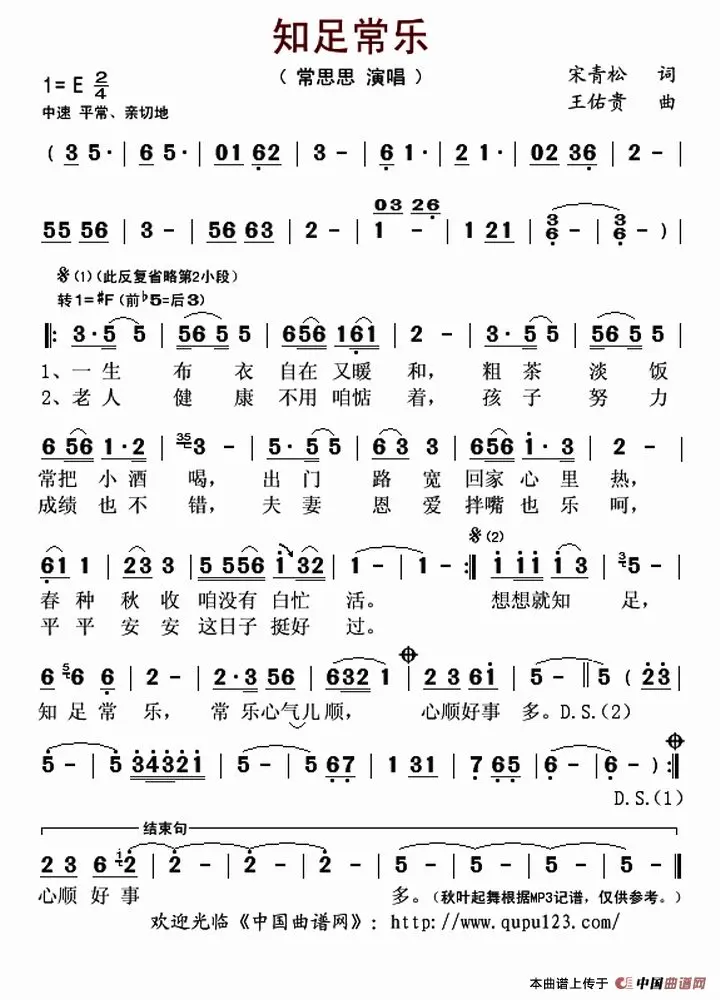 知足常乐
（ 常思思 演唱 ）
宋青松 词
1= E 2/4
王佑贵 曲
中速 平常、亲切地
( 3 5· | 6 5· | 01 62 | 3 - | 6 1· | 2 1· | 02 36 | 2 - |
03 26
55 56 | 3 - | 56 63 | 2 - | 1 - | 1 21 | 3/6 - | 3/6 - ) |
𝄋 (1) (此反复省略第2小段)
转1=♯F (前♭5=后3)
‖: 3·5 5 | 56 5 5 | 656 161 | 2 - | 3·5 5 | 56 5 5 |
1、一 生 布 衣 自在 又暖 和， 粗 茶 淡 饭
2、老 人 健 康 不用 咱惦 着， 孩 子 努 力
6 56 1·2 | 35 3 - | 5·5 5 | 6 3 3 | 656 1·3 | 2 - |
常把 小 酒 喝， 出 门 路 宽 回家 心 里 热，
成绩 也 不 错， 夫 妻 恩 爱 拌嘴 也 乐 呵，
𝄋 (2)
61 1 | 23 3 | 5 556 1 32 | 1 - | 1 - :‖ 1 11 1 3 | 3 5 - |
春 种 秋 收 咱没有 白忙 活。 想想就知 足，
平 平 安 安 这日子 挺好 过。
6 5 6 6 | 2 - | 2·3 56 | 632 1 | 2 3 61 | 5 - ‖ 5 ( 23 |
知 足 常 乐， 常 乐心气儿 顺， 心顺好事 多。D.S.(2)
5 - | 5 34321 | 5 - | 5 67 | 1 31 | 7 65 | 6 - | 6 - ) :‖
D.S.(1)
结束句
2 3 6 1 2 | 2 - | 2 - | 2 - | 5 - | 5 - | 5 - | 5 - ‖
心顺 好 事 多。(秋叶起舞根据MP3记谱，仅供参考。)
欢迎光临《中国曲谱网》：http://www.qupu123.com/
本曲谱上传于 中国曲谱网